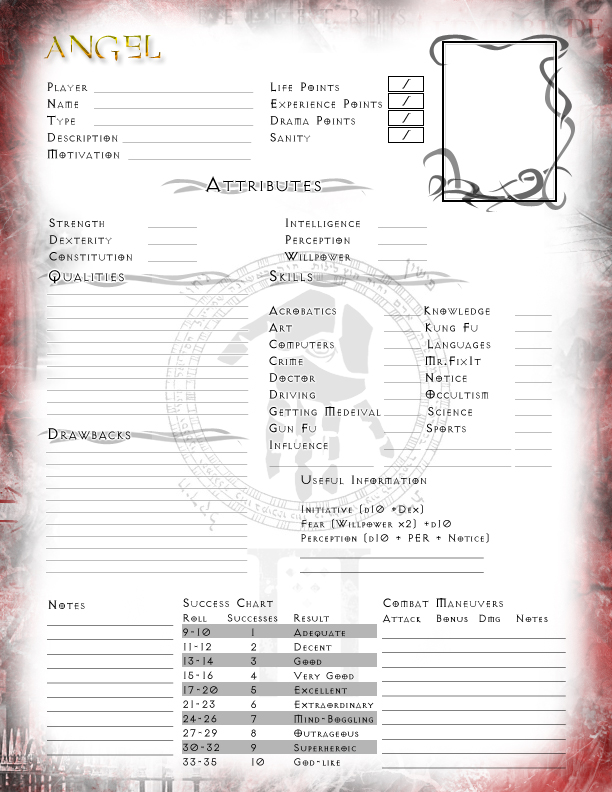 ANGEL
Player
Name
Type
Description
Motivation
Life Points /
Experience Points /
Drama Points /
Sanity /
Attributes
Strength
Dexterity
Constitution
Intelligence
Perception
Willpower
Qualities
Drawbacks
Skills
Acrobatics
Art
Computers
Crime
Doctor
Driving
Getting Medeival
Gun Fu
Influence
Knowledge
Kung Fu
Languages
Mr.FixIt
Notice
Occultism
Science
Sports
Useful Information
Initiative (d10 +Dex)
Fear (Willpower x2) +d10
Perception (d10 + PER + Notice)
Notes
Success Chart
Roll Successes Result
9-10 1 Adequate
11-12 2 Decent
13-14 3 Good
15-16 4 Very Good
17-20 5 Excellent
21-23 6 Extraordinary
24-26 7 Mind-Boggling
27-29 8 Outrageous
30-32 9 Superheroic
33-35 10 God-like
Combat Maneuvers
Attack Bonus Dmg Notes